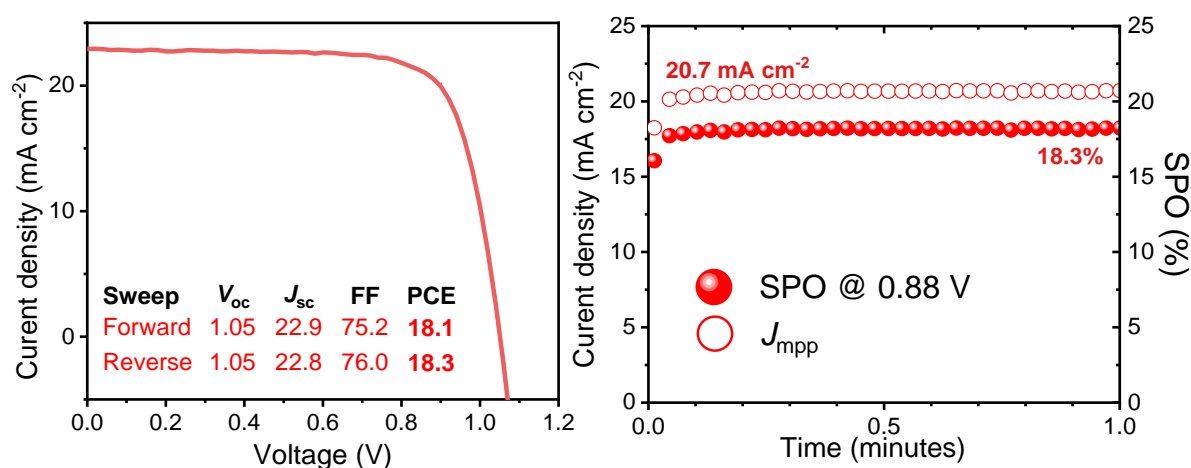 Curent density (mA cm-2)
22
11
0
Sweep Voc Jsc FF PCE
Forward 1.05 22.9 75.2 18.1
Reverse 1.05 22.8 76.0 18.3
0.0 0.2 0.4 0.6 0.8 1.0 1.2
Voltage (V)
Curent density (mA cm-2)
25
20
15
10
5
0
20.7 mA cm-2
18.3%
SPO @ 0.88 V
Jmpp
0.0 0.5 1.0
Time (minutes)
25
20
15
10
5
0
SPO (%)